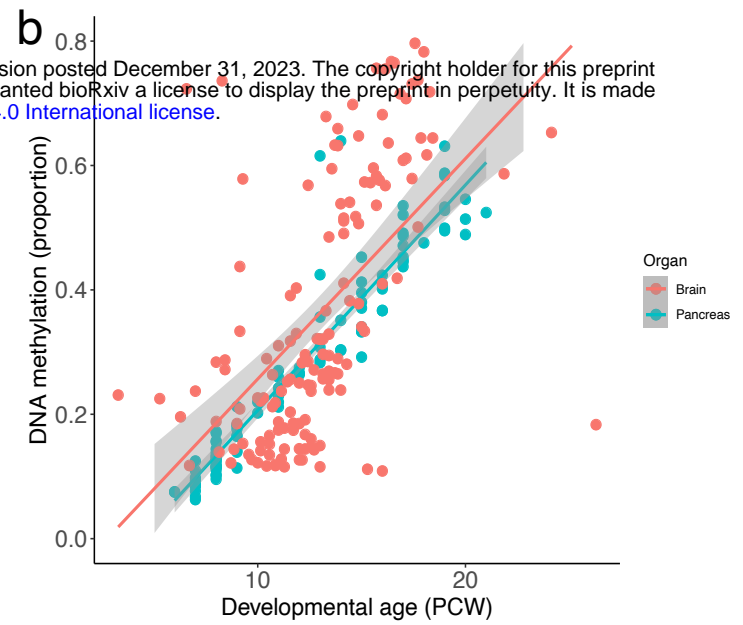 b
sion posted December 31, 2023. The copyright holder for this preprint
anted bioRxiv a license to display the preprint in perpetuity. It is made
.0 International license.
DNA methylation (proportion)
0.8
0.6
0.4
0.2
0.0
10
20
Developmental age (PCW)
Organ
Brain
Pancreas